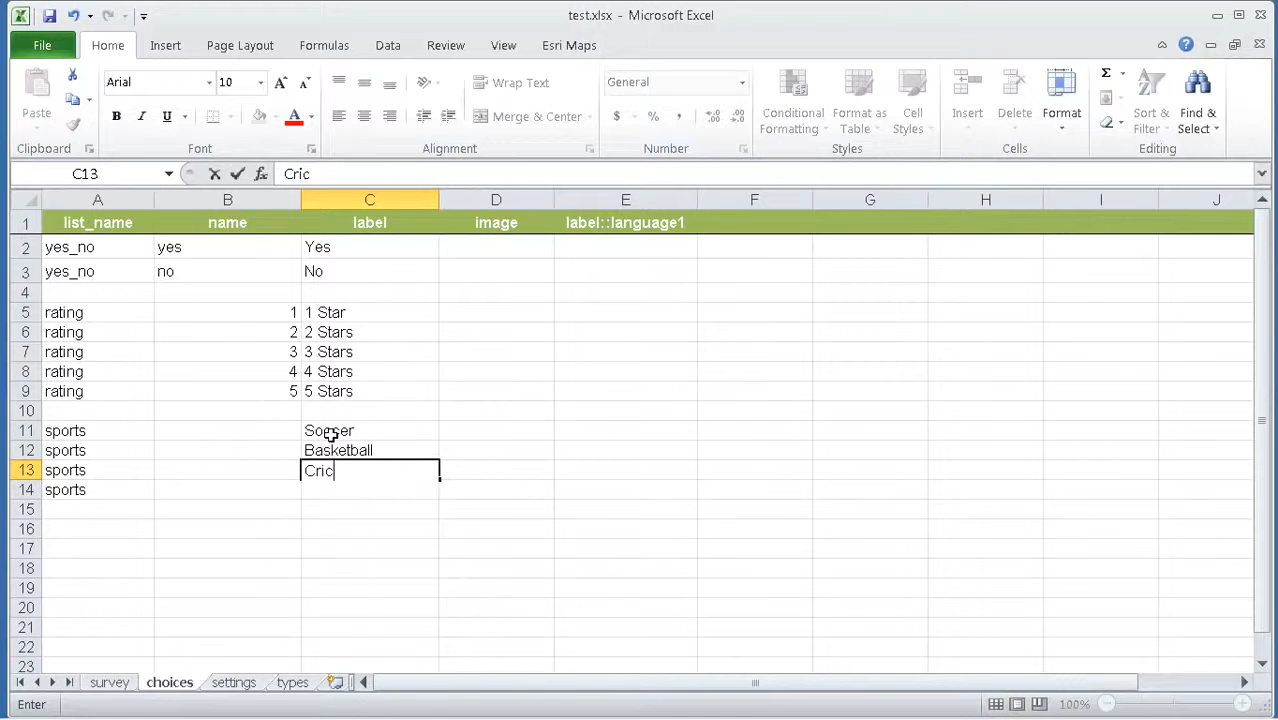 test.xlsx - Microsoft Excel
File Home Insert Page Layout Formulas Data Review View Esri Maps
Paste
Clipboard
Arial 10
B I U
Font
Wrap Text
Merge & Center
Alignment
General
$ % ,
Number
Conditional Formatting
Format as Table
Cell Styles
Styles
Insert
Delete
Format
Cells
Sort & Filter
Find & Select
Editing
C13 fx Cric
A B C D E F G H I J
1 list_name name label image label::language1
2 yes_no yes Yes
3 yes_no no No
4
5 rating 1 1 Star
6 rating 2 2 Stars
7 rating 3 3 Stars
8 rating 4 4 Stars
9 rating 5 5 Stars
10
11 sports Soccer
12 sports Basketball
13 sports Cric
14 sports
15
16
17
18
19
20
21
22
23
survey choices settings types
Enter 100%